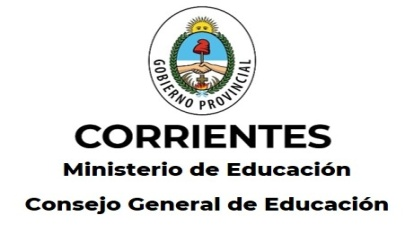 GOBIERNO PROVINCIAL
CORRIENTES
Ministerio de Educación
Consejo General de Educación